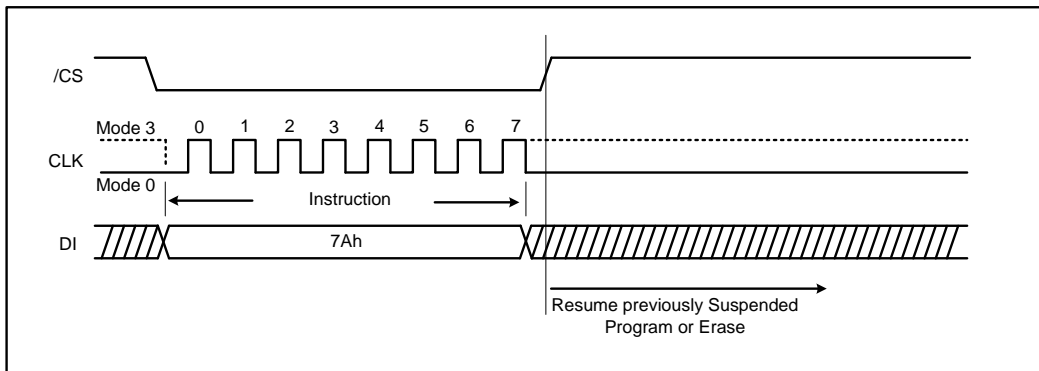 /CS
Mode 3
0 1 2 3 4 5 6 7
CLK
Mode 0
Instruction
DI
7Ah
Resume previously Suspended
Program or Erase